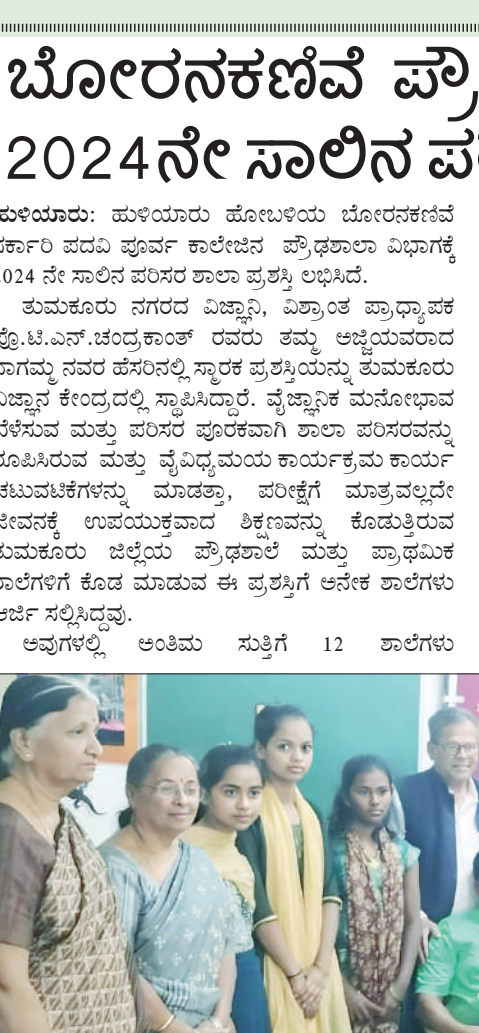 ಬೋರನಕಣಿವೆ ಪ್ರೌ
2024ನೇ ಸಾಲಿನ ಪರಿ
ಹುಳಿಯಾರು: ಹುಳಿಯಾರು ಹೋಬಳಿಯ ಬೋರನಕಣಿವೆ
ಸರ್ಕಾರಿ ಪದವಿ ಪೂರ್ವ ಕಾಲೇಜಿನ ಪ್ರೌಢಶಾಲಾ ವಿಭಾಗಕ್ಕೆ
2024 ನೇ ಸಾಲಿನ ಪರಿಸರ ಶಾಲಾ ಪ್ರಶಸ್ತಿ ಲಭಿಸಿದೆ.
ತುಮಕೂರು ನಗರದ ವಿಜ್ಞಾನಿ, ವಿಶ್ರಾಂತ ಪ್ರಾಧ್ಯಾಪಕ
ಪ್ರೊ.ಟಿ.ಎನ್.ಚಂದ್ರಕಾಂತ್ ರವರು ತಮ್ಮ ಅಜ್ಜಿಯವರಾದ
ನಾಗಮ್ಮ ನವರ ಹೆಸರಿನಲ್ಲಿ ಸ್ಮಾರಕ ಪ್ರಶಸ್ತಿಯನ್ನು ತುಮಕೂರು
ವಿಜ್ಞಾನ ಕೇಂದ್ರದಲ್ಲಿ ಸ್ಥಾಪಿಸಿದ್ದಾರೆ. ವೈಜ್ಞಾನಿಕ ಮನೋಭಾವ
ಬೆಳೆಸುವ ಮತ್ತು ಪರಿಸರ ಪೂರಕವಾಗಿ ಶಾಲಾ ಪರಿಸರವನ್ನು
ರೂಪಿಸಿರುವ ಮತ್ತು ವೈವಿಧ್ಯಮಯ ಕಾರ್ಯಕ್ರಮ ಕಾರ್ಯ
ಚಟುವಟಿಕೆಗಳನ್ನು ಮಾಡತ್ತಾ, ಪರೀಕ್ಷೆಗೆ ಮಾತ್ರವಲ್ಲದೇ
ಜೀವನಕ್ಕೆ ಉಪಯುಕ್ತವಾದ ಶಿಕ್ಷಣವನ್ನು ಕೊಡುತ್ತಿರುವ
ತುಮಕೂರು ಜಿಲ್ಲೆಯ ಪ್ರೌಢಶಾಲೆ ಮತ್ತು ಪ್ರಾಥಮಿಕ
ಶಾಲೆಗಳಿಗೆ ಕೊಡ ಮಾಡುವ ಈ ಪ್ರಶಸ್ತಿಗೆ ಅನೇಕ ಶಾಲೆಗಳು
ಅರ್ಜಿ ಸಲ್ಲಿಸಿದ್ದವು.
ಅವುಗಳಲ್ಲಿ ಅಂತಿಮ ಸುತ್ತಿಗೆ 12 ಶಾಲೆಗಳು